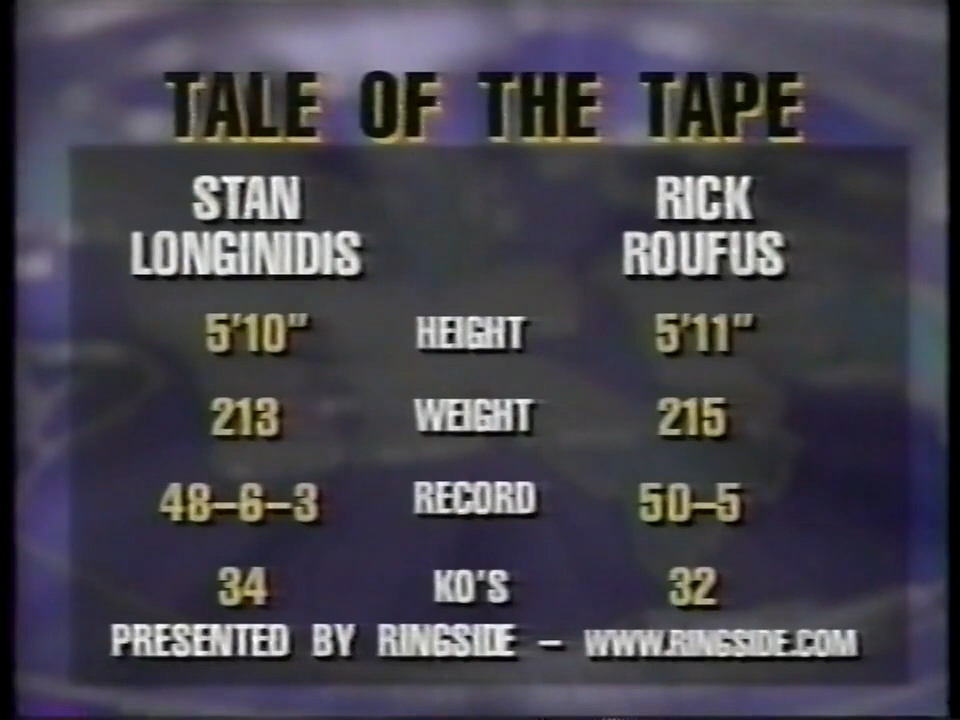 TALE OF THE TAPE
STAN RICK
LONGINIDIS ROUFUS
5'10" HEIGHT 5'11"
213 WEIGHT 215
48-6-3 RECORD 50-5
34 KO'S 32
PRESENTED BY RINGSIDE - WWW.RINGSIDE.COM